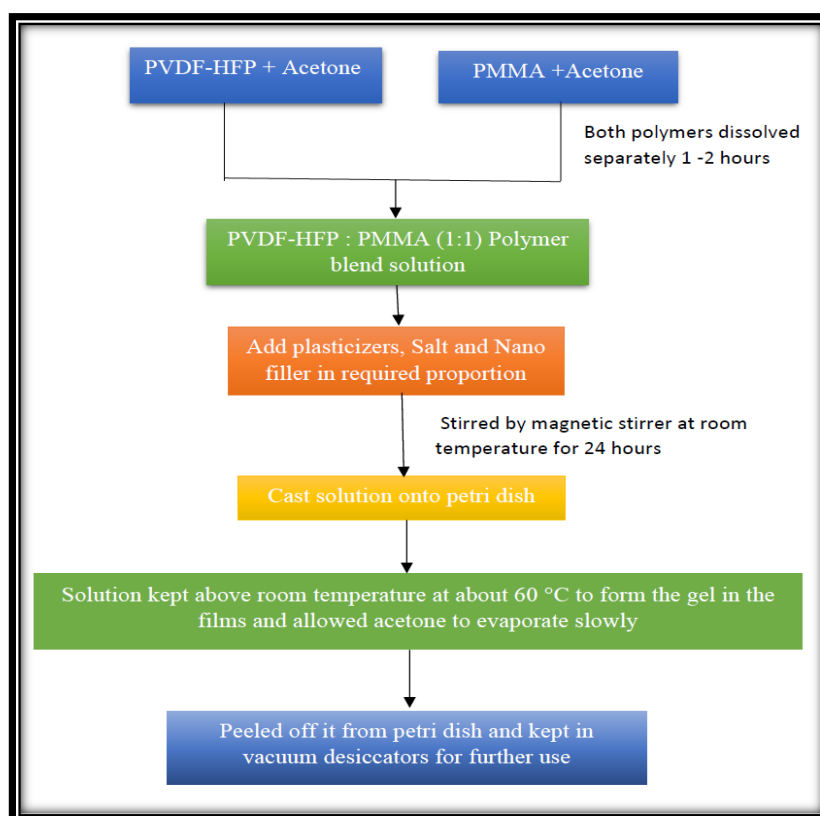 PVDF-HFP + Acetone
PMMA +Acetone
Both polymers dissolved
separately 1 -2 hours
PVDF-HFP : PMMA (1:1) Polymer
blend solution
Add plasticizers, Salt and Nano
filler in required proportion
Stirred by magnetic stirrer at room
temperature for 24 hours
Cast solution onto petri dish
Solution kept above room temperature at about 60 °C to form the gel in the
films and allowed acetone to evaporate slowly
Peeled off it from petri dish and kept in
vacuum desiccators for further use